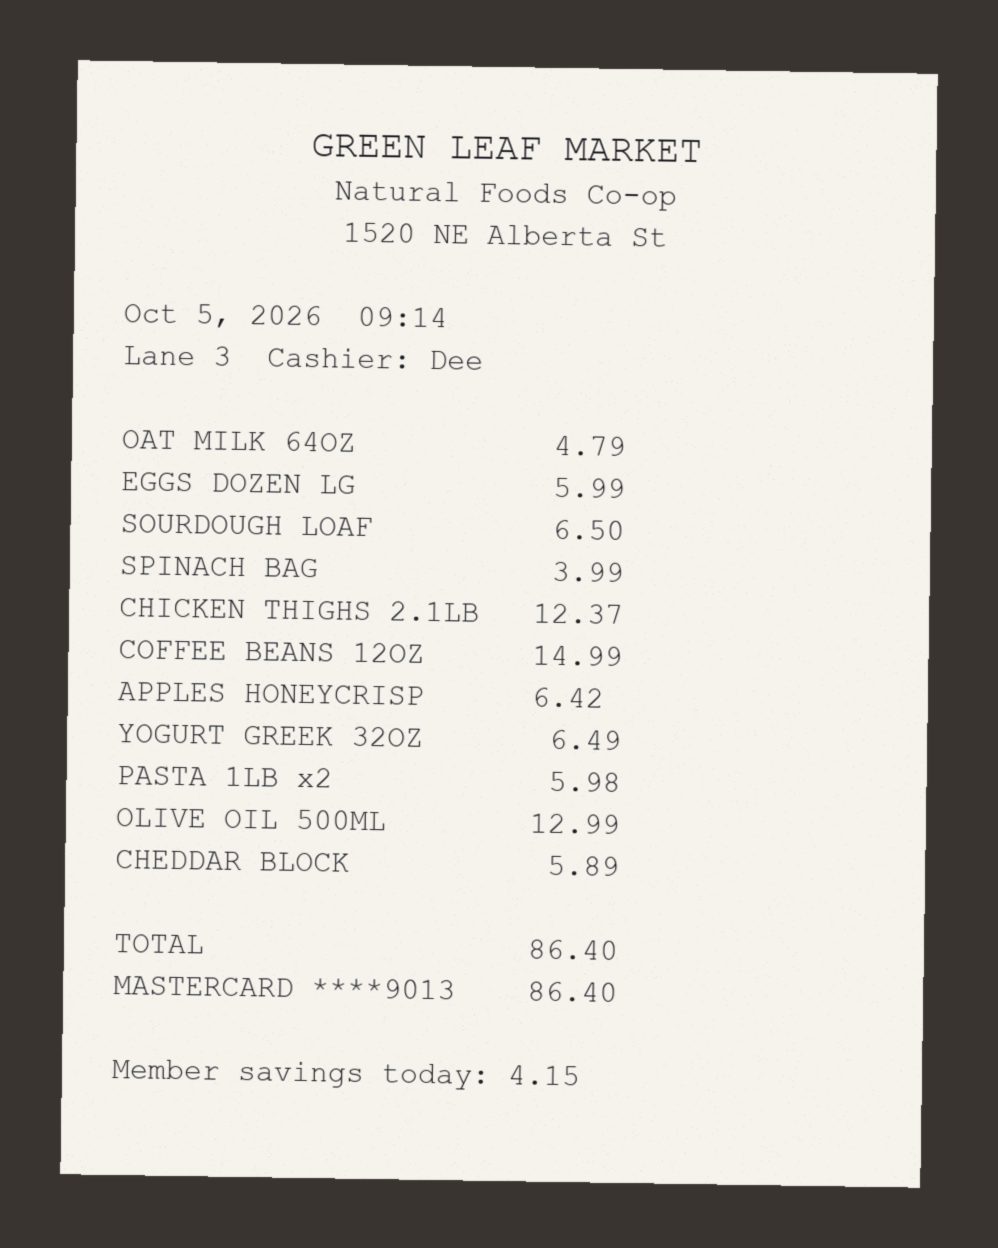 GREEN LEAF MARKET
Natural Foods Co-op
1520 NE Alberta St
Oct 5, 2026  09:14
Lane 3  Cashier: Dee
OAT MILK 64OZ 4.79
EGGS DOZEN LG 5.99
SOURDOUGH LOAF 6.50
SPINACH BAG 3.99
CHICKEN THIGHS 2.1LB 12.37
COFFEE BEANS 12OZ 14.99
APPLES HONEYCRISP 6.42
YOGURT GREEK 32OZ 6.49
PASTA 1LB x2 5.98
OLIVE OIL 500ML 12.99
CHEDDAR BLOCK 5.89
TOTAL 86.40
MASTERCARD ****9013 86.40
Member savings today: 4.15